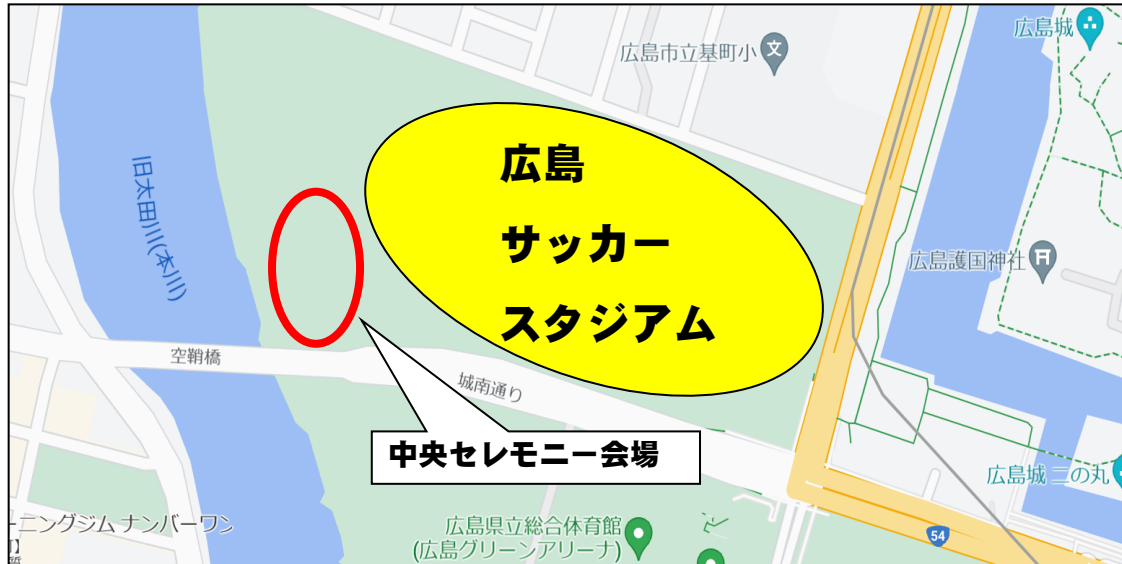 広島城
広島市立基町小
文
広島
サッカー
スタジアム
旧太田川(本川)
広島護国神社
空鞘橋
城南通り
中央セレモニー会場
広島城 二の丸
ーニングジム ナンバーワン
広島県立総合体育館
(広島グリーンアリーナ)
54